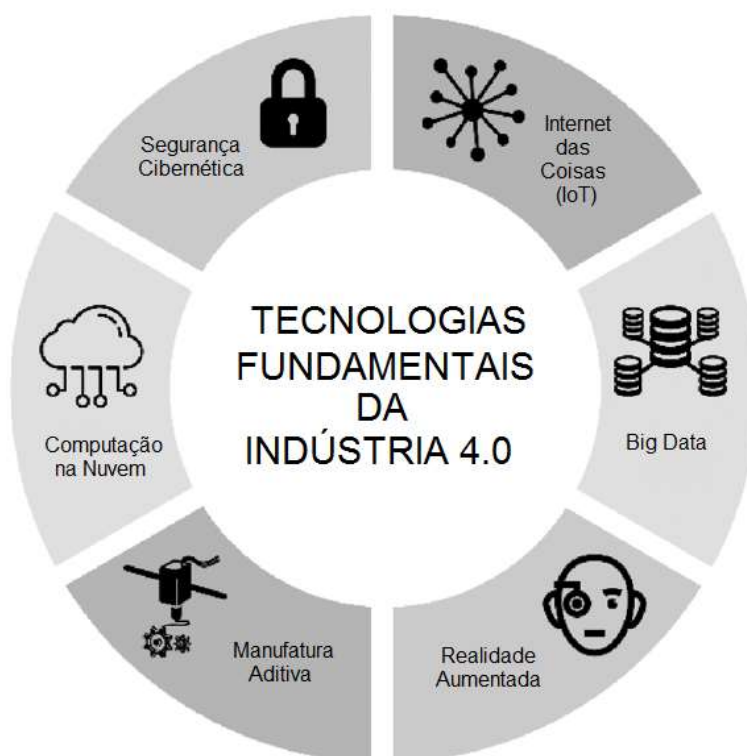 TECNOLOGIAS
FUNDAMENTAIS
DA
INDÚSTRIA 4.0
Internet
das
Coisas
(IoT)
Big Data
Realidade
Aumentada
Manufatura
Aditiva
Computação
na Nuvem
Segurança
Cibernética